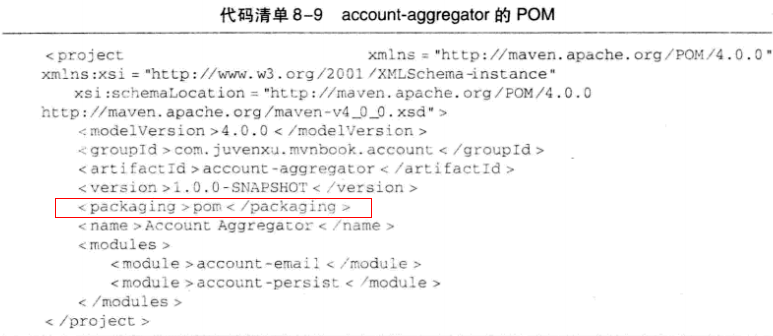 代码清单8-9 account-aggregator 的 POM
<project xmlns="http://maven.apache.org/POM/4.0.0"
xmlns:xsi="http://www.w3.org/2001/XMLSchema-instance"
xsi:schemaLocation="http://maven.apache.org/POM/4.0.0
http://maven.apache.org/maven-v4_0_0.xsd">
<modelVersion>4.0.0</modelVersion>
<groupId>com.juvenxu.mvnbook.account</groupId>
<artifactId>account-aggregator</artifactId>
<version>1.0.0-SNAPSHOT</version>
<packaging>pom</packaging>
<name>Account Aggregator</name>
<modules>
<module>account-email</module>
<module>account-persist</module>
</modules>
</project>